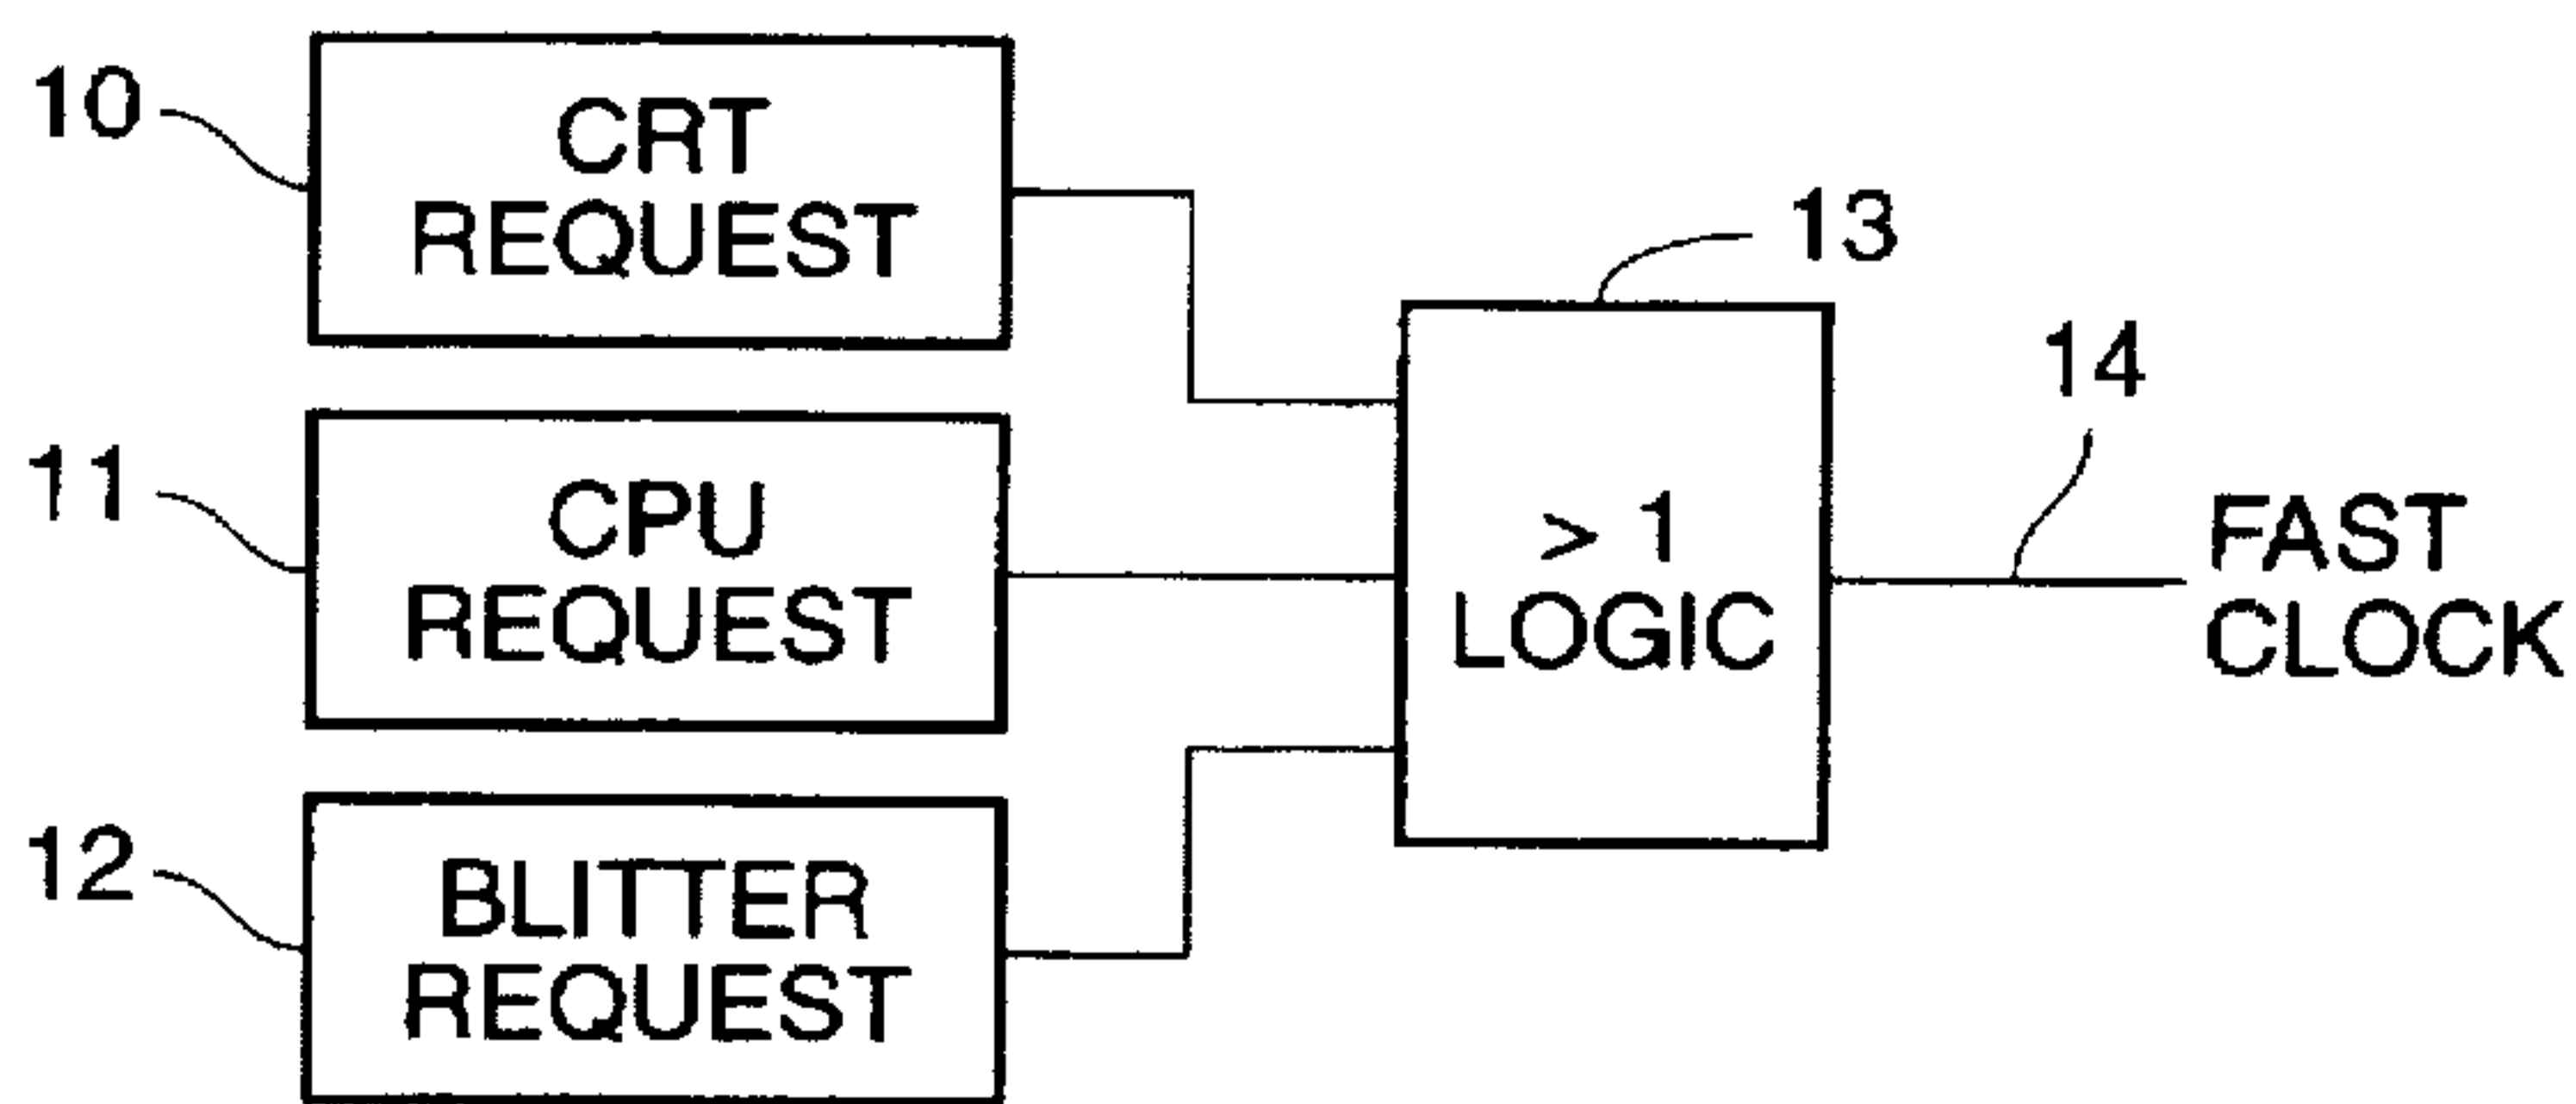 10
CRT
REQUEST
13
14
11
CPU
REQUEST
> 1
LOGIC
FAST
CLOCK
12
BLITTER
REQUEST